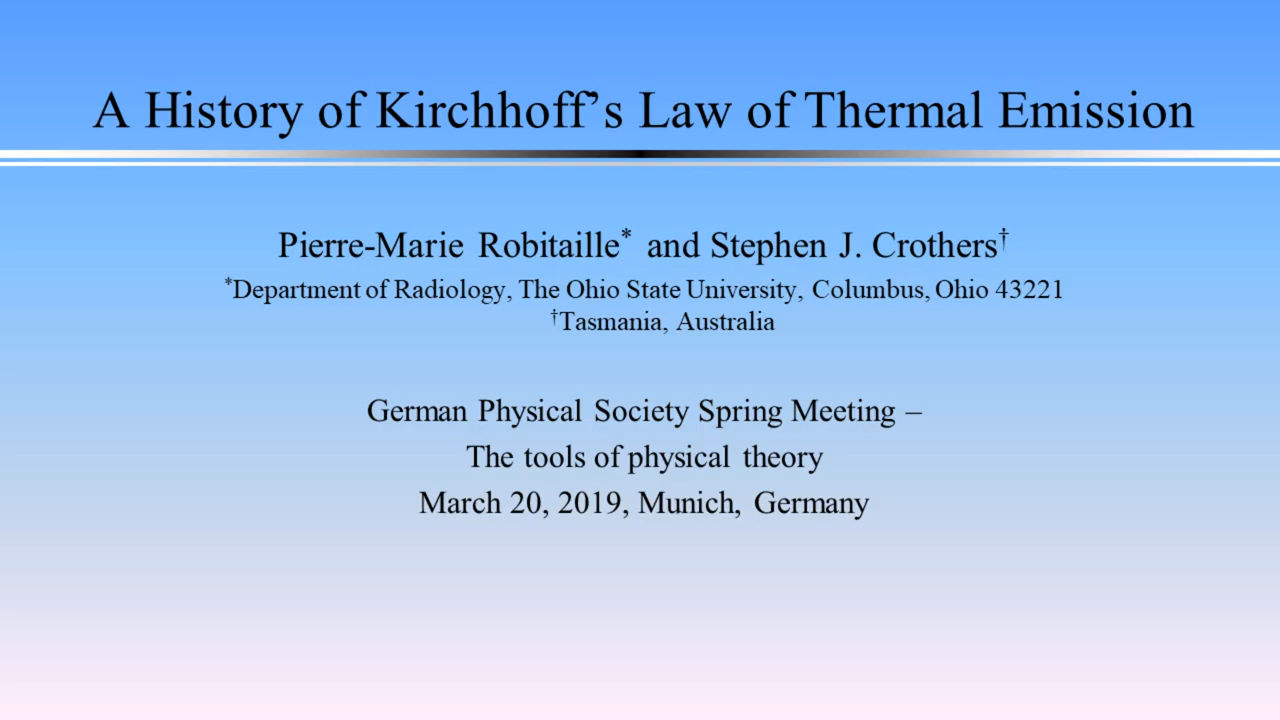 A History of Kirchhoff’s Law of Thermal Emission
Pierre-Marie Robitaille* and Stephen J. Crothers†
*Department of Radiology, The Ohio State University, Columbus, Ohio 43221
†Tasmania, Australia
German Physical Society Spring Meeting –
The tools of physical theory
March 20, 2019, Munich, Germany